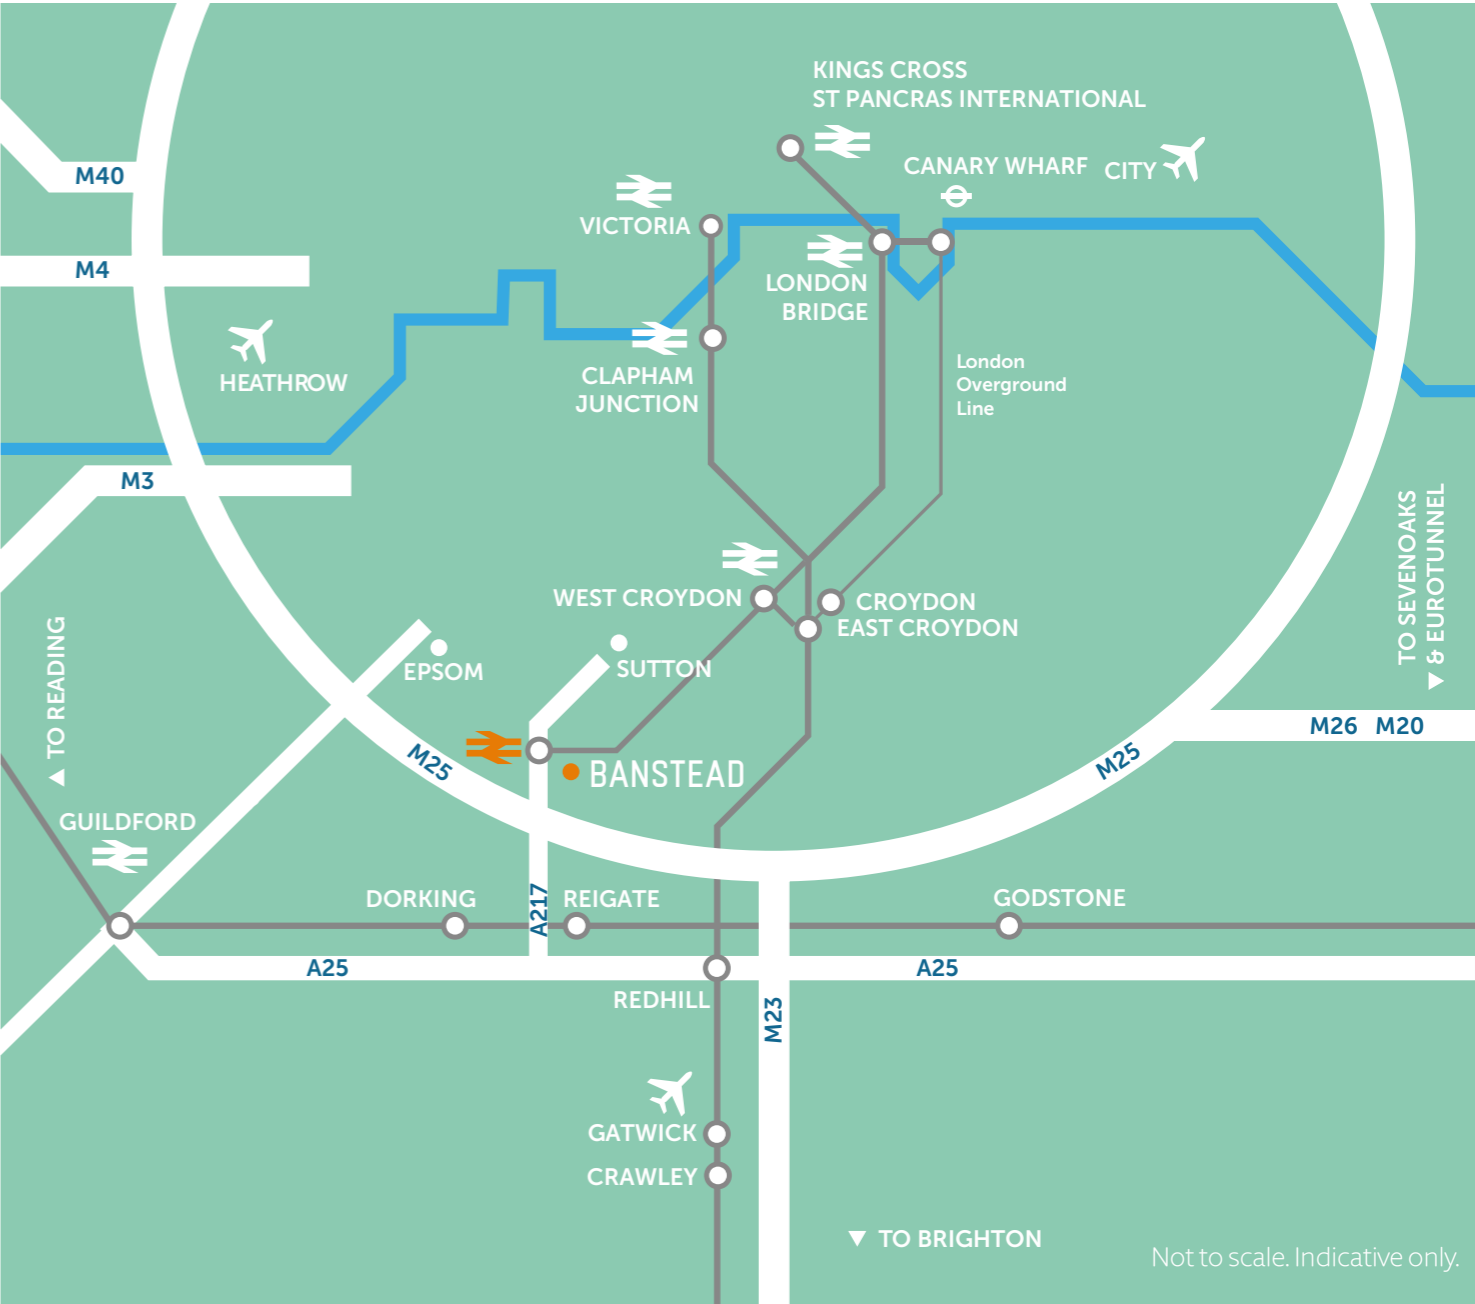 KINGS CROSS
ST PANCRAS INTERNATIONAL
CANARY WHARF
CITY
M40
VICTORIA
M4
LONDON
BRIDGE
HEATHROW
CLAPHAM
JUNCTION
London
Overground
Line
M3
TO SEVENOAKS
& EUROTUNNEL
WEST CROYDON
CROYDON
EAST CROYDON
TO READING
EPSOM
SUTTON
M26
M20
M25
M25
BANSTEAD
GUILDFORD
DORKING
A217
REIGATE
GODSTONE
A25
A25
REDHILL
M23
GATWICK
CRAWLEY
TO BRIGHTON
Not to scale. Indicative only.